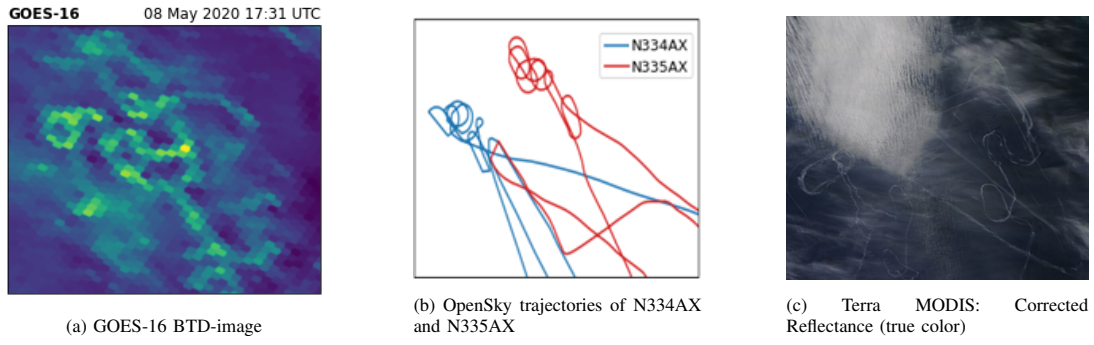 GOES-16 08 May 2020 17:31 UTC
N334AX
N335AX
(a) GOES-16 BTD-image
(b) OpenSky trajectories of N334AX
and N335AX
(c) Terra MODIS: Corrected
Reflectance (true color)